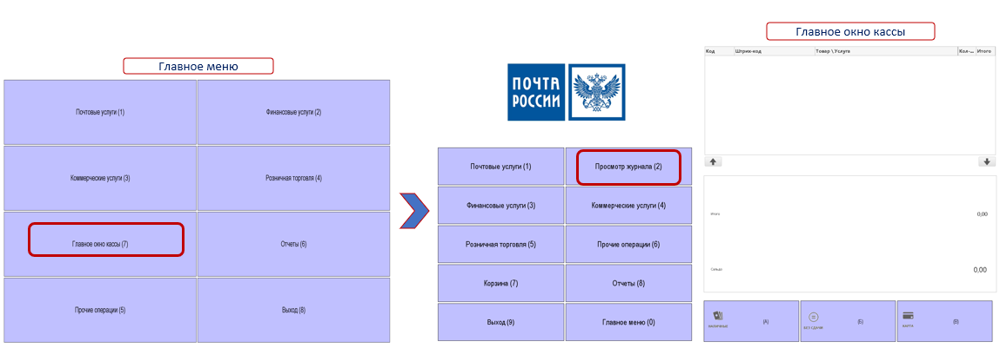 Главное меню
Почтовые услуги (1)
Финансовые услуги (2)
Коммерческие услуги (3)
Розничная торговля (4)
Главное окно кассы (7)
Отчеты (6)
Прочие операции (5)
Выход (8)
ПОЧТА
РОССИИ
Почтовые услуги (1)
Просмотр журнала (2)
Финансовые услуги (3)
Коммерческие услуги (4)
Розничная торговля (5)
Прочие операции (6)
Корзина (7)
Отчеты (8)
Выход (9)
Главное меню (0)
Главное окно кассы
Код Штрих-код Товар \ Услуга Кол-... Итого
Итого 0,00
Сальдо 0,00
НАЛИЧНЫЕ (А)
БЕЗ СДАЧИ (Б)
КАРТА (В)